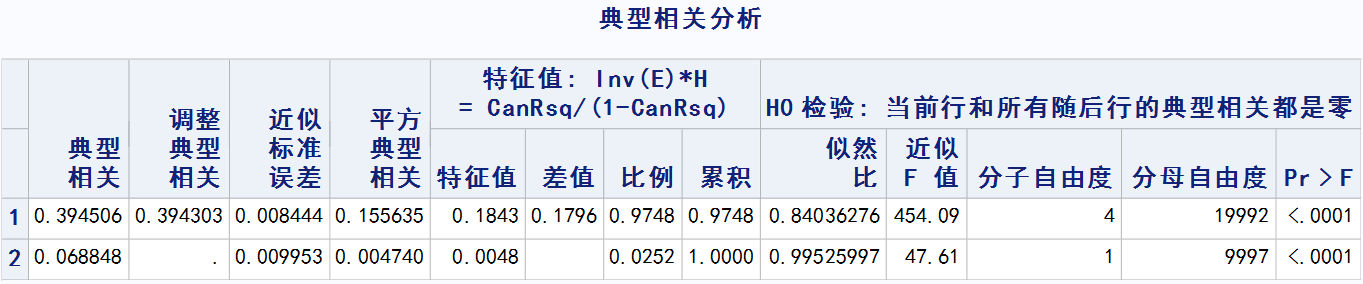 典型相关分析
特征值: Inv(E)*H
= CanRsq/(1-CanRsq)
H0 检验: 当前行和所有随后行的典型相关都是零
典型
相关
调整
典型
相关
近似
标准
误差
平方
典型
相关
特征值 差值 比例 累积
似然
比
近似
F 值
分子自由度 分母自由度 Pr > F
1 0.394506 0.394303 0.008444 0.155635 0.1843 0.1796 0.9748 0.9748 0.84036276 454.09 4 19992 <.0001
2 0.068848 . 0.009953 0.004740 0.0048 0.0252 1.0000 0.99525997 47.61 1 9997 <.0001